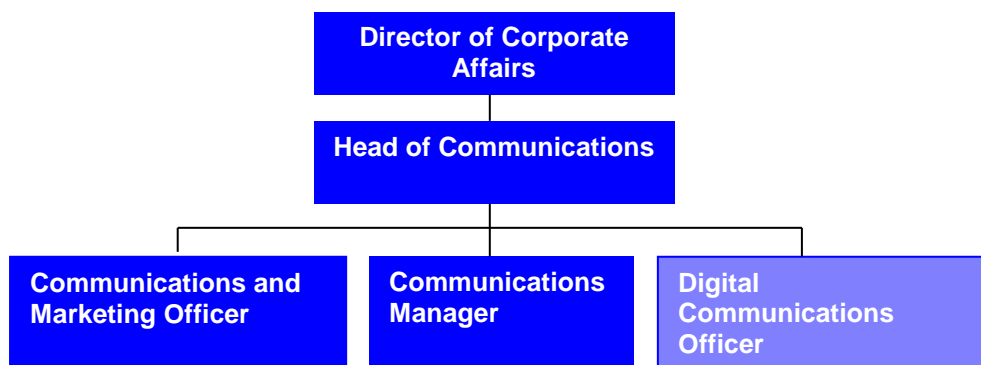 Director of Corporate
Affairs
Head of Communications
Communications and
Marketing Officer
Communications
Manager
Digital
Communications
Officer